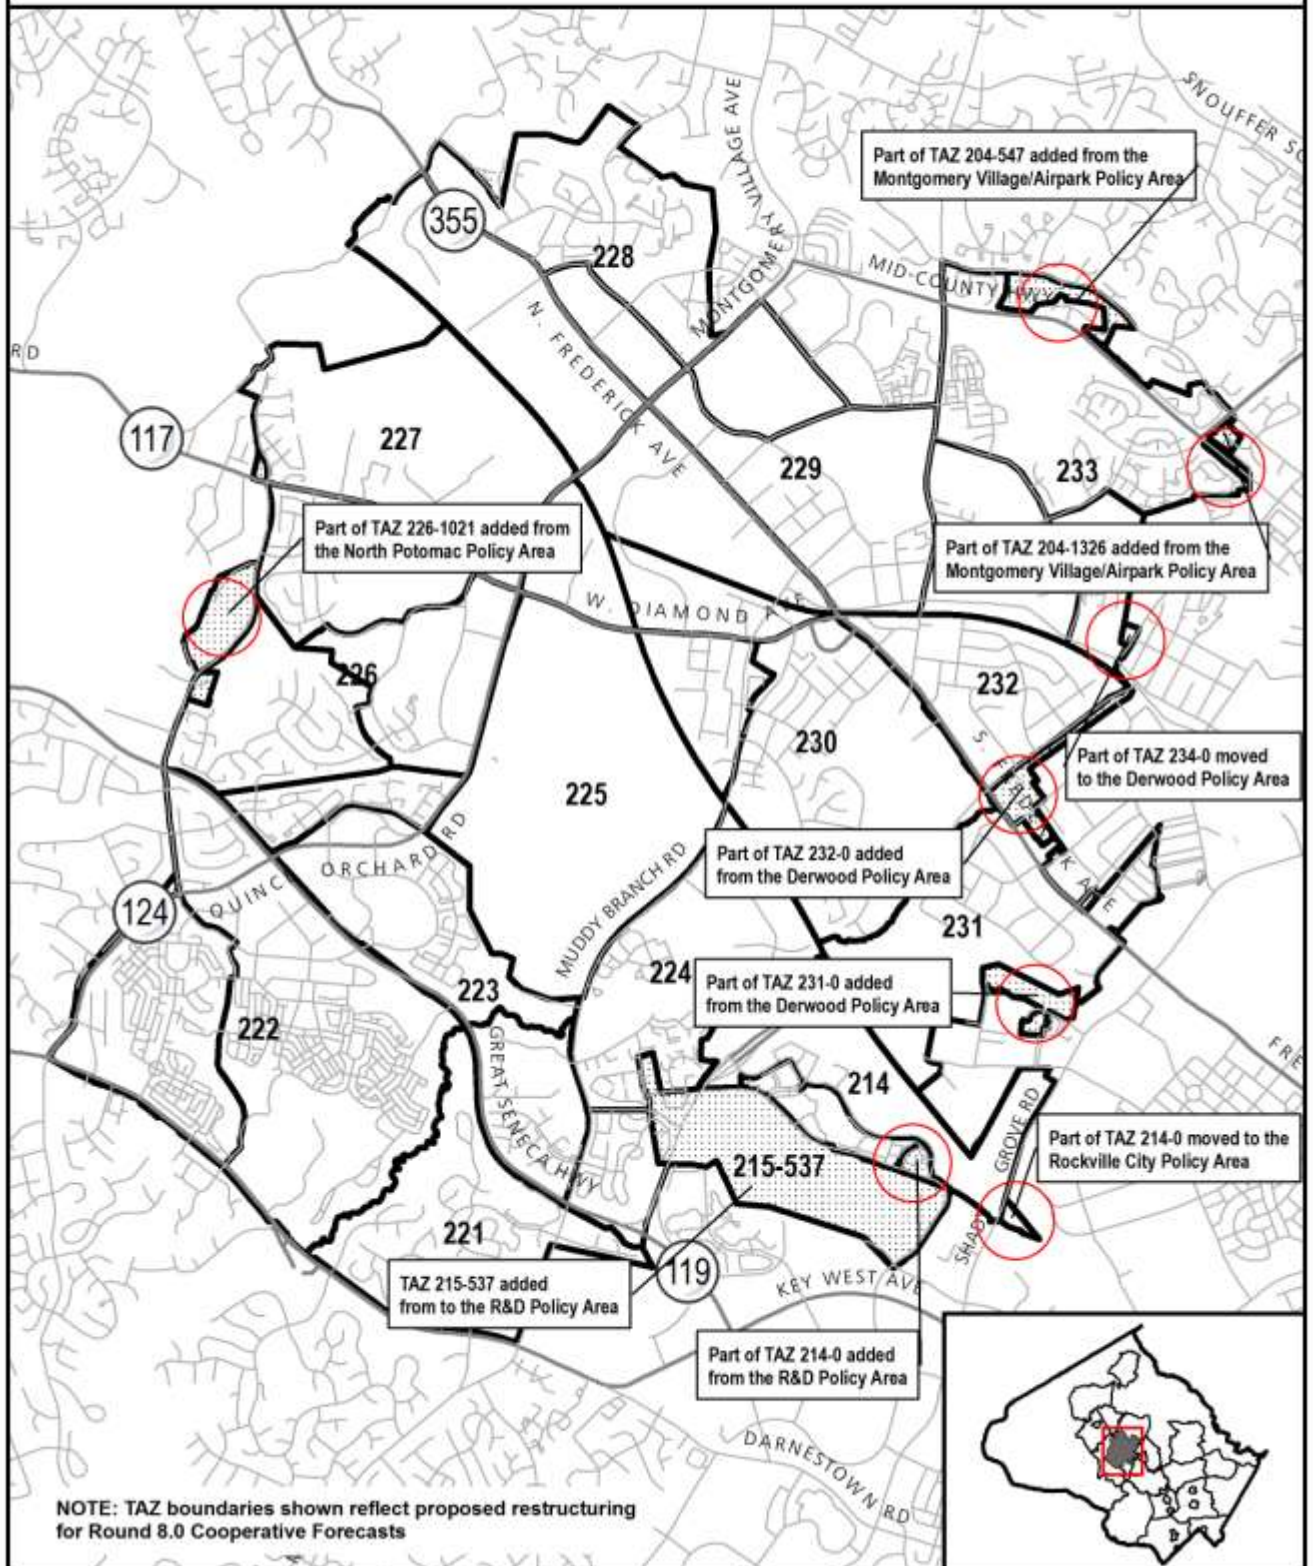 SNOUFFER SC
MONTGOMERY VILLAGE AVE
Part of TAZ 204-547 added from the
Montgomery Village/Airpark Policy Area
355
228
MID-COUNTY HWY
N. FREDERICK AVE
RD
117
227
229
233
Part of TAZ 226-1021 added from
the North Potomac Policy Area
Part of TAZ 204-1326 added from the
Montgomery Village/Airpark Policy Area
W. DIAMOND AVE
226
232
230
Part of TAZ 234-0 moved
to the Derwood Policy Area
225
Part of TAZ 232-0 added
from the Derwood Policy Area
ORCHARD RD
QUINC
124
MUDDY BRANCH RD
231
224
223
Part of TAZ 231-0 added
from the Derwood Policy Area
222
GREAT SENECA HWY
FRE
214
GROVE RD
Part of TAZ 214-0 moved to the
Rockville City Policy Area
215-537
SHAD
221
TAZ 215-537 added
from to the R&D Policy Area
119
KEY WEST AVE
Part of TAZ 214-0 added
from the R&D Policy Area
DARNESTOWN RD
NOTE: TAZ boundaries shown reflect proposed restructuring
for Round 8.0 Cooperative Forecasts